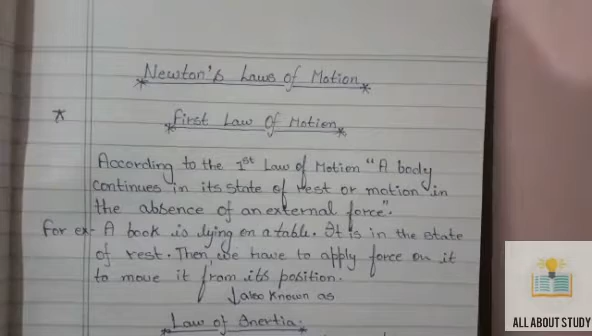 Newton's Laws of Motion
* First Law of Motion
According to the 1st Law of Motion "A body
continues in its state of rest or motion in
the absence of an external force".
For ex- A book is lying on a table. It is in the state
of rest. Then, we have to apply force on it
to move it from its position.
↓ also known as
Law of Inertia.
ALL ABOUT STUDY